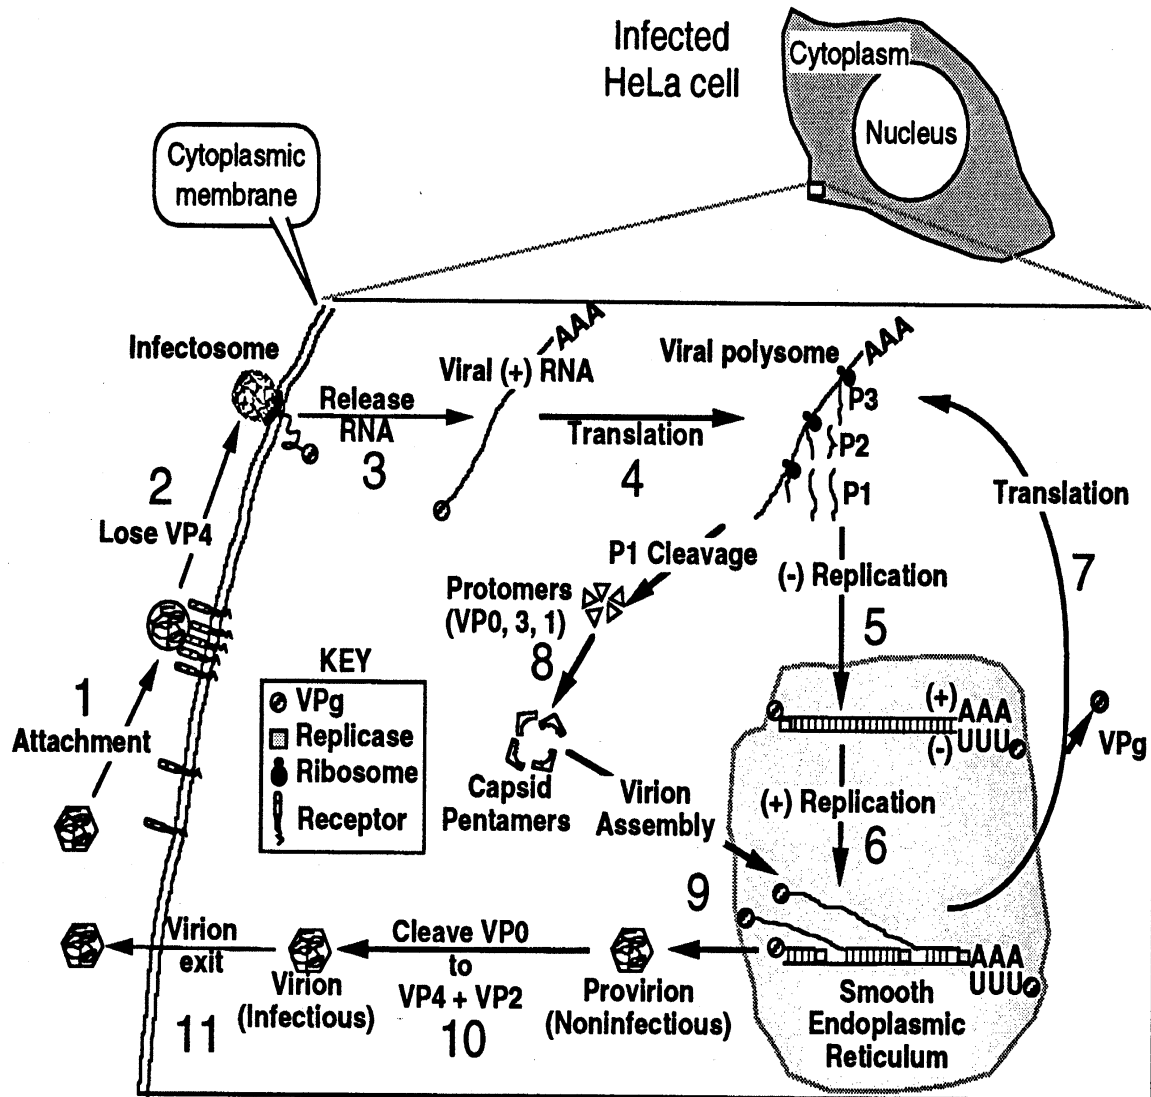 Infected
HeLa cell
Cytoplasm
Nucleus
Cytoplasmic
membrane
Infectosome
Release
RNA
3
Viral (+) RNA
AAA
Translation
4
Viral polysome
AAA
P3
P2
P1
Translation
7
2
Lose VP4
P1 Cleavage
(-) Replication
5
Protomers
(VP0, 3, 1)
8
1
Attachment
KEY
VPg
Replicase
Ribosome
Receptor
Capsid
Pentamers
Virion
Assembly
(+)
AAA
(-)
UUU
VPg
(+) Replication
6
9
AAA
UUU
Smooth
Endoplasmic
Reticulum
Provirion
(Noninfectious)
Cleave VP0
to
VP4 + VP2
10
Virion
(Infectious)
Virion
exit
11